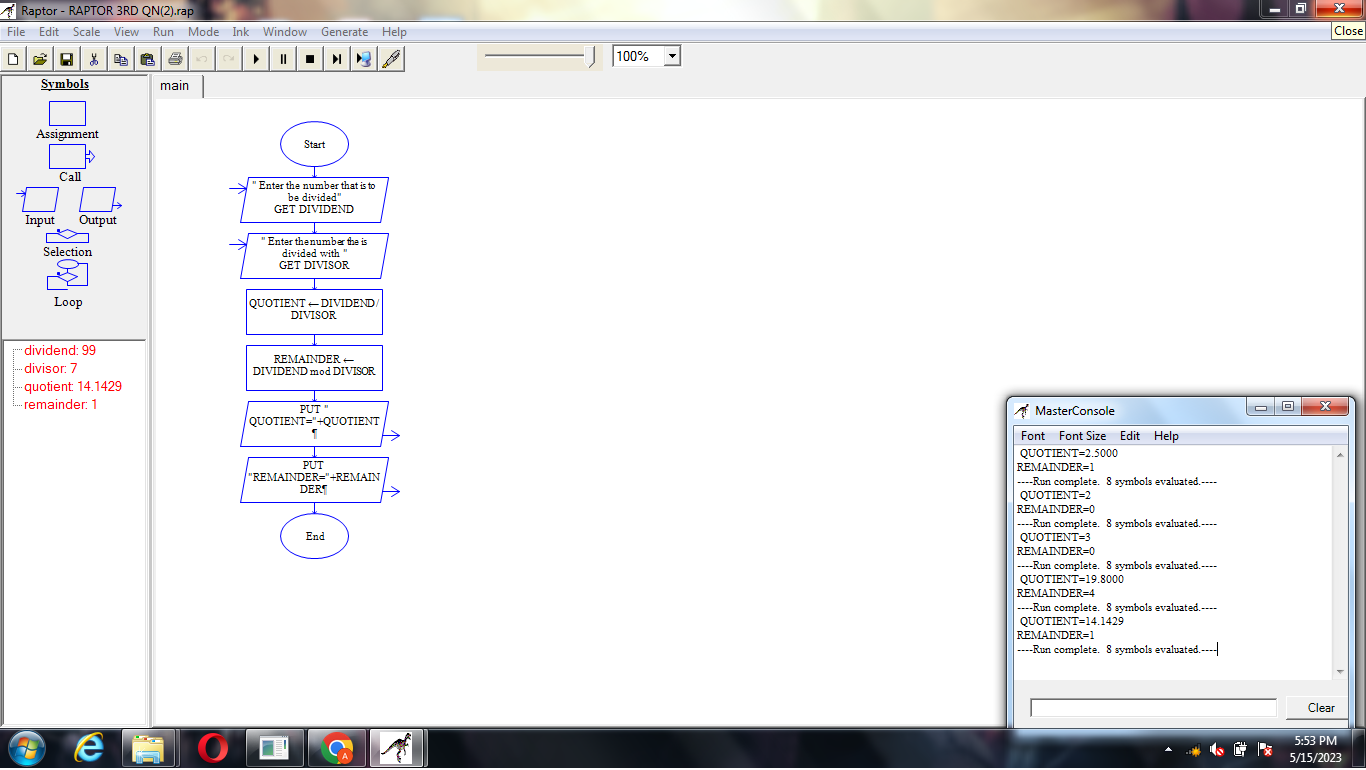 Raptor - RAPTOR 3RD QN(2).rap
Close
File Edit Scale View Run Mode Ink Window Generate Help
100%
Symbols
Assignment
Call
Input Output
Selection
Loop
main
Start
" Enter the number that is to
be divided"
GET DIVIDEND
" Enter the number the is
divided with "
GET DIVISOR
QUOTIENT ← DIVIDEND /
DIVISOR
REMAINDER ←
DIVIDEND mod DIVISOR
PUT "
QUOTIENT="+QUOTIENT
¶
PUT
"REMAINDER="+REMAIN
DER¶
End
dividend: 99
divisor: 7
quotient: 14.1429
remainder: 1
MasterConsole
Font Font Size Edit Help
QUOTIENT=2.5000
REMAINDER=1
----Run complete. 8 symbols evaluated.----
QUOTIENT=2
REMAINDER=0
----Run complete. 8 symbols evaluated.----
QUOTIENT=3
REMAINDER=0
----Run complete. 8 symbols evaluated.----
QUOTIENT=19.8000
REMAINDER=4
----Run complete. 8 symbols evaluated.----
QUOTIENT=14.1429
REMAINDER=1
----Run complete. 8 symbols evaluated.----
Clear
A
5:53 PM
5/15/2023